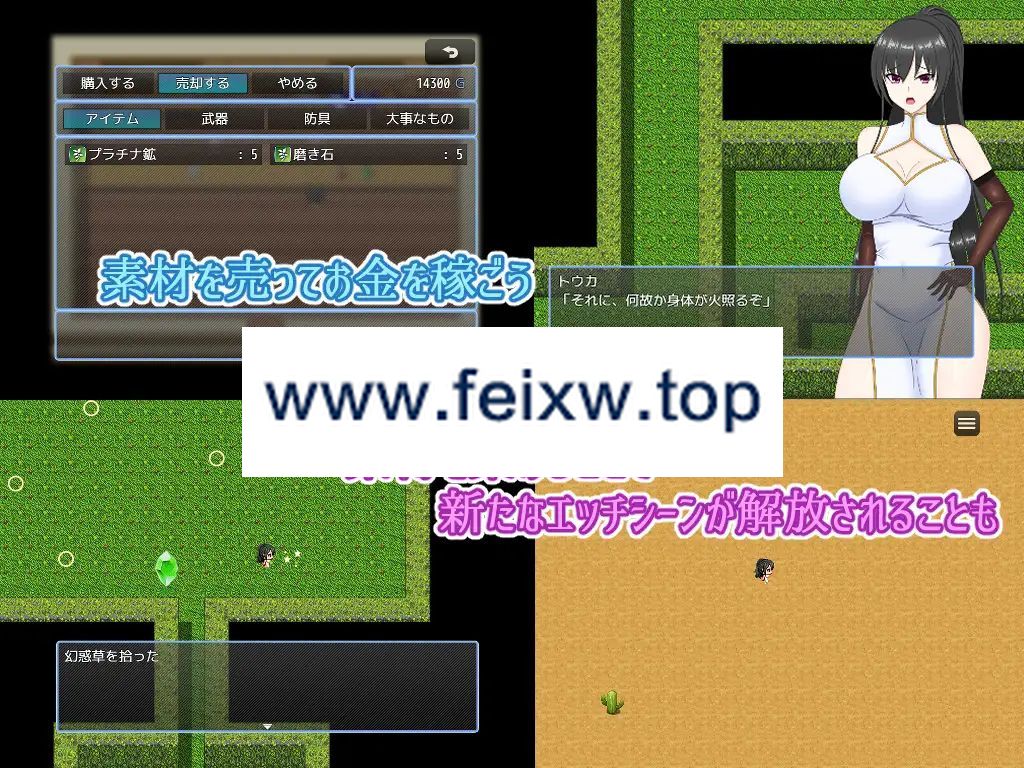 購入する 売却する やめる 14300 G
アイテム 武器 防具 大事なもの
プラチナ鉱 : 5 磨き石 : 5
素材を売ってお金を稼ごう
トウカ
「それに、何故か身体が火照るぞ」
www.feixw.top
新たなエッチシーンが解放されることも
幻惑草を拾った